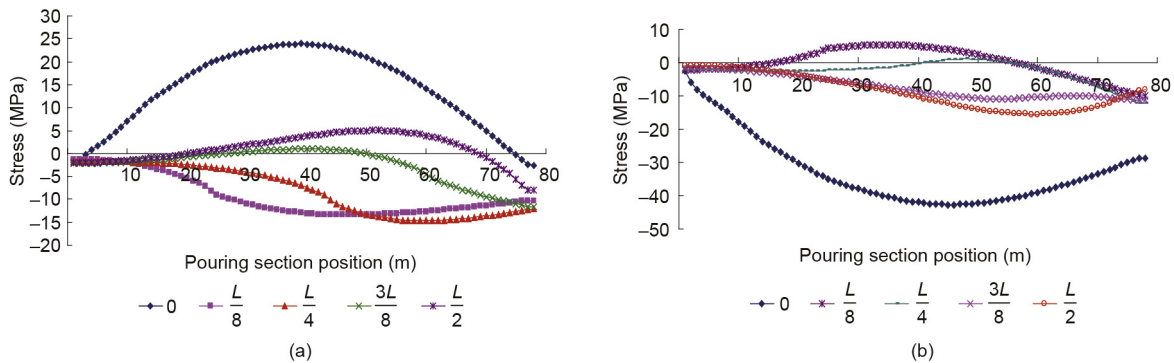 30
25
20
15
10
5
0
–5
–10
–15
–20
Stress (MPa)
10 20 30 40 50 60 70 80
Pouring section position (m)
0 L/8 L/4 3L/8 L/2
(a)
10
0
–10
–20
–30
–40
–50
Stress (MPa)
10 20 30 40 50 60 70 80
Pouring section position (m)
0 L/8 L/4 3L/8 L/2
(b)